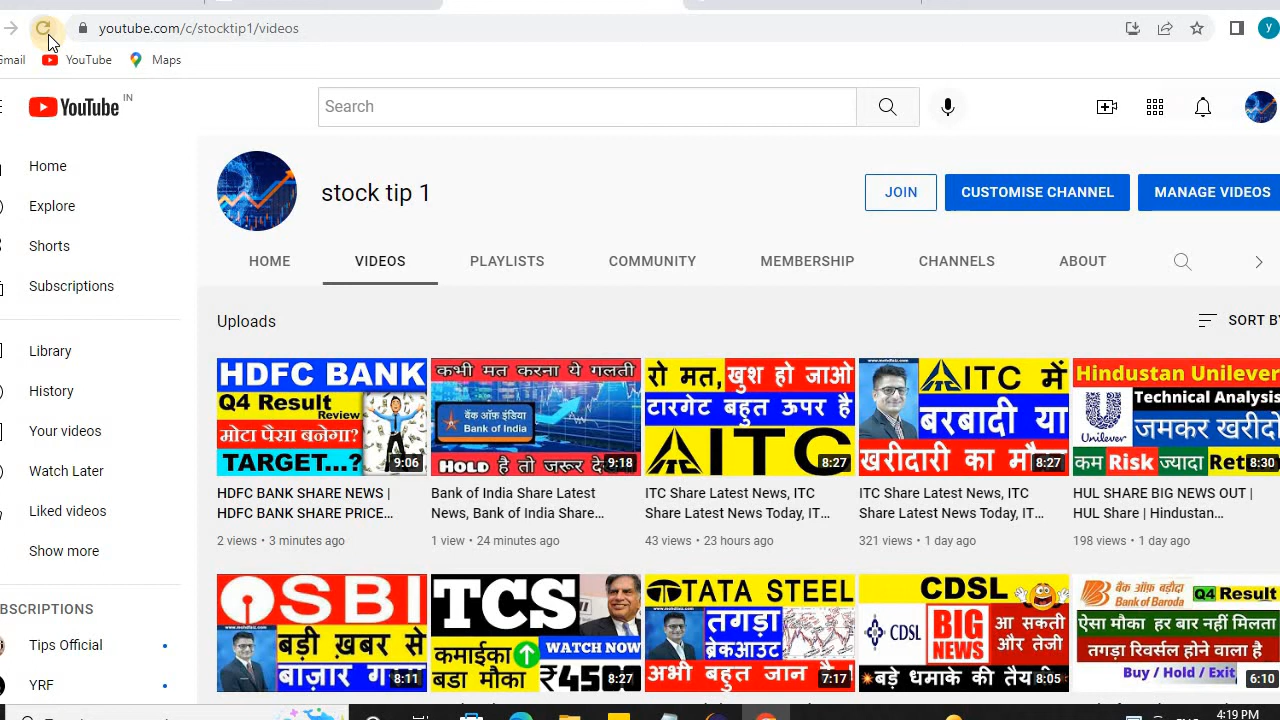 youtube.com/c/stocktip1/videos
y
Gmail
YouTube
Maps
YouTube IN
Search
Home
Explore
Shorts
Subscriptions
Library
History
Your videos
Watch Later
Liked videos
Show more
Tips Official
YRF
stock tip 1
JOIN
CUSTOMISE CHANNEL
MANAGE VIDEOS
HOME
VIDEOS
PLAYLISTS
COMMUNITY
MEMBERSHIP
CHANNELS
ABOUT
Uploads
SORT
HDFC BANK
Q4 Result
Review
मोटा पैसा बनेगा?
TARGET...?
9:06
HDFC BANK SHARE NEWS |
HDFC BANK SHARE PRICE...
2 views • 3 minutes ago
कभी मत करना ये गलती
बैंक ऑफ़ इंडिया
Bank of India
HOLD है तो जरूर
9:18
Bank of India Share Latest
News, Bank of India Share...
1 view • 24 minutes ago
रो मत, खुश हो जाओ
टारगेट बहुत ऊपर है
ITC
8:27
ITC Share Latest News, ITC
Share Latest News Today, IT...
43 views • 23 hours ago
ITC में
बरबादी या
खरीदारी का
8:27
ITC Share Latest News, ITC
Share Latest News Today, IT...
321 views • 1 day ago
Hindustan Unilever
Technical Analysis
Unilever
जमकर खरीदो
कम Risk ज्यादा
8:30
HUL SHARE BIG NEWS OUT |
HUL Share | Hindustan...
198 views • 1 day ago
SBI
बड़ी ख़बर से
बाज़ार
8:11
TCS
कमाईका
WATCH NOW
बडा मौका
8:27
TATA STEEL
तगड़ा
ब्रेकआउट
अभी बहुत जान
7:17
CDSL
CDSL
BIG
NEWS
आ सकती
और तेजी
बड़े धमाके की
8:05
बैंक ऑफ़ बड़ौदा
Bank of Baroda
Q4 Result
ऐसा मौका हर बार नहीं मिलता
तगड़ा रिवर्सल होने वाला है
Buy / Hold / Exit
6:10
4:19 PM